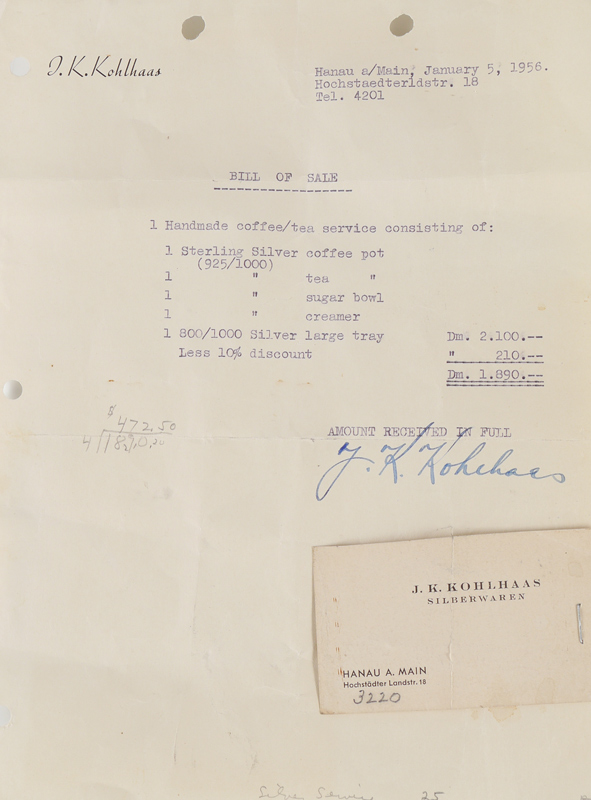 J. K. Kohlhaas
Hanau a/Main, January 5, 1956.
Hochstaedterldstr. 18
Tel. 4201
BILL OF SALE
1 Handmade coffee/tea service consisting of:
1 Sterling Silver coffee pot
(925/1000)
1 " tea "
1 " sugar bowl
1 " creamer
1 800/1000 Silver large tray Dm. 2.100.--
Less 10% discount " 210.--
Dm. 1.890.--
$ 472.50
4
AMOUNT RECEIVED IN FULL
J. K. Kohlhaas
J. K. KOHLHAAS
SILBERWAREN
HANAU A. MAIN
Hochstädter Landstr. 18
3220
25